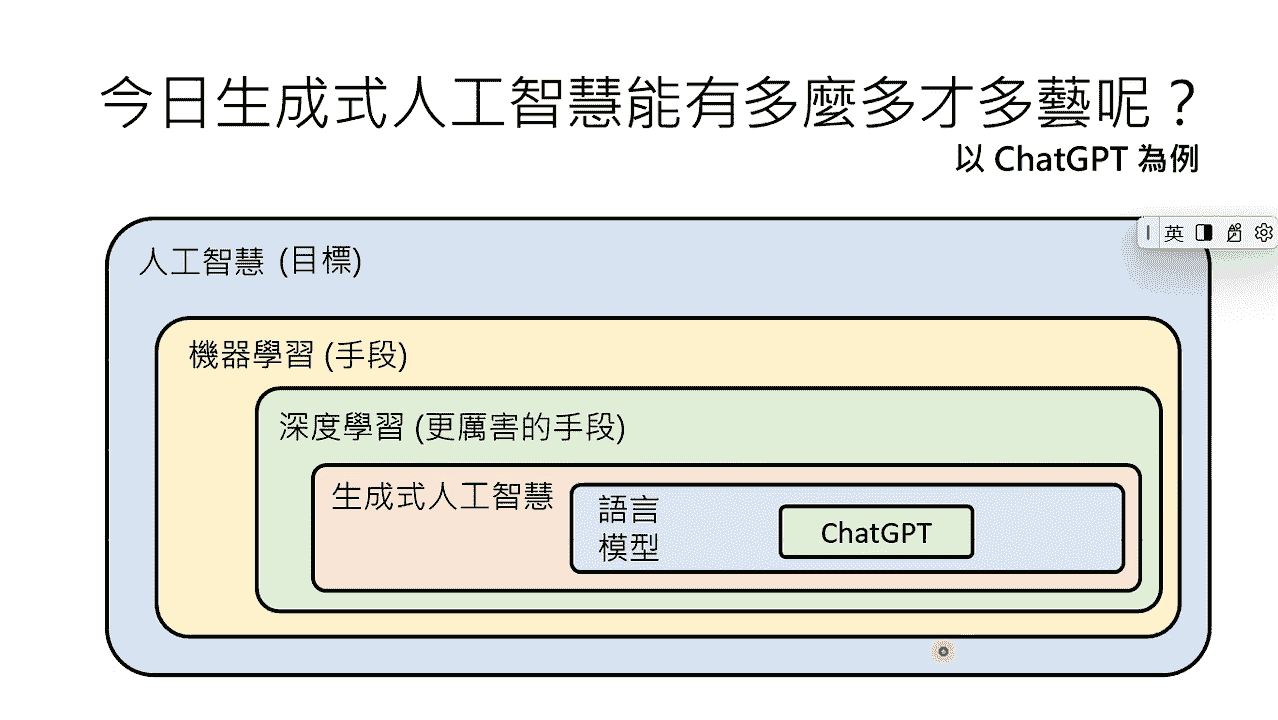 今日生成式人工智慧能有多麼多才多藝呢？
以 ChatGPT 為例
英
人工智慧 (目標)
機器學習 (手段)
深度學習 (更厲害的手段)
生成式人工智慧
語言
模型
ChatGPT